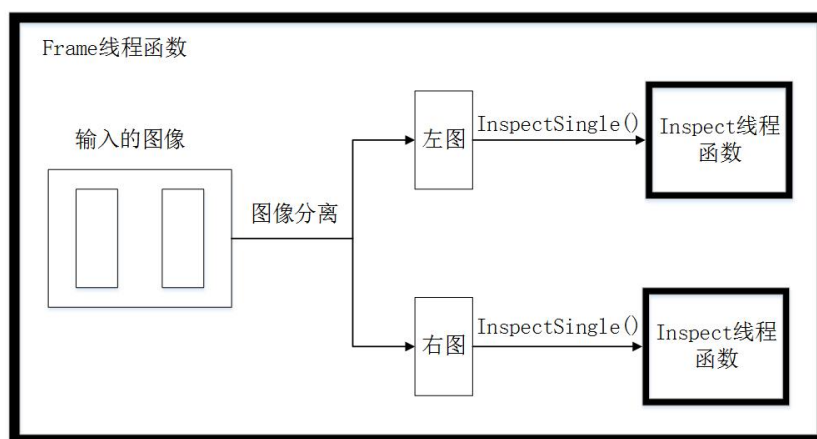 Frame线程函数
输入的图像
图像分离
左图
InspectSingle()
Inspect线程
函数
右图
InspectSingle()
Inspect线程
函数